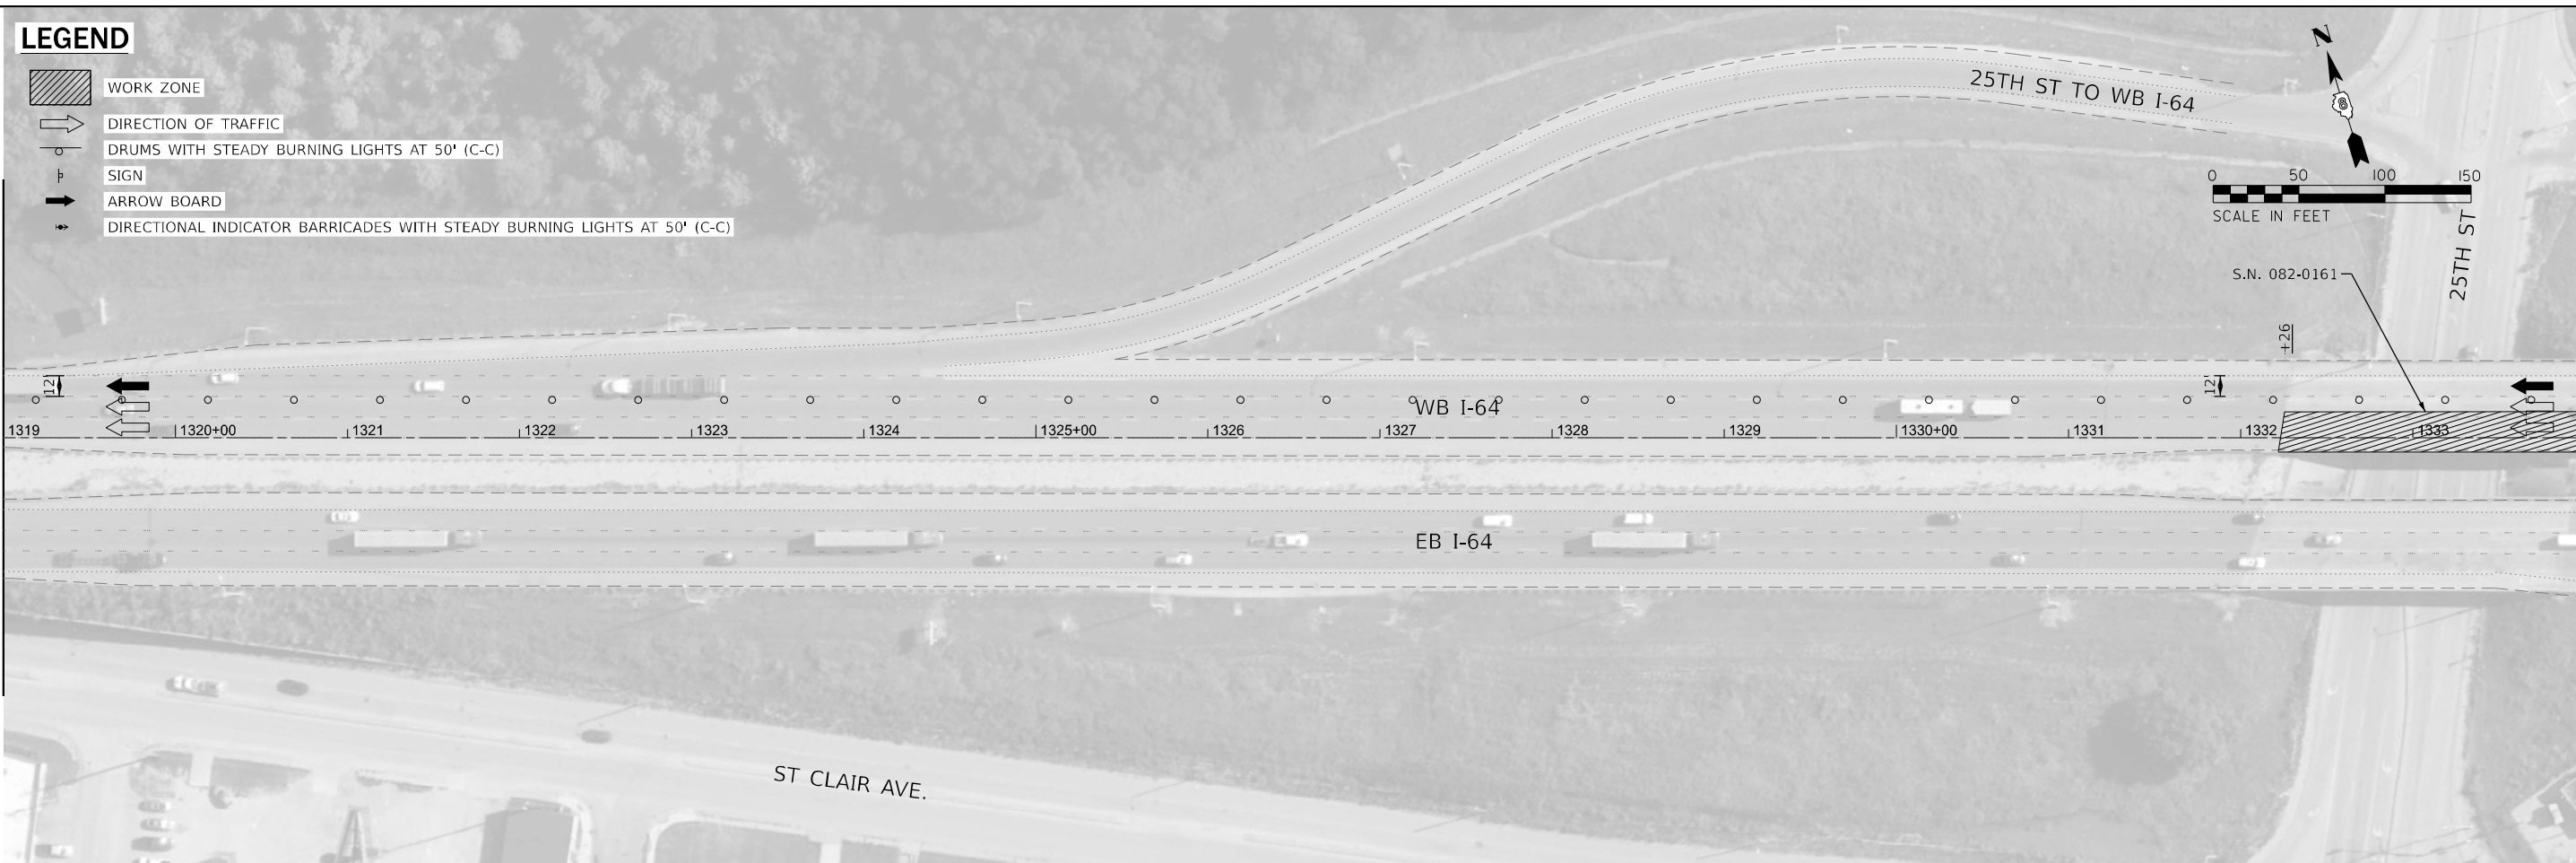 LEGEND
WORK ZONE
DIRECTION OF TRAFFIC
DRUMS WITH STEADY BURNING LIGHTS AT 50' (C-C)
SIGN
ARROW BOARD
DIRECTIONAL INDICATOR BARRICADES WITH STEADY BURNING LIGHTS AT 50' (C-C)
25TH ST TO WB I-64
N
8
0 50 100 150
SCALE IN FEET
25TH ST
S.N. 082-0161
+26
12
12
WB I-64
1319 1320+00 1321 1322 1323 1324 1325+00 1326 1327 1328 1329 1330+00 1331 1332 1333
EB I-64
ST CLAIR AVE.